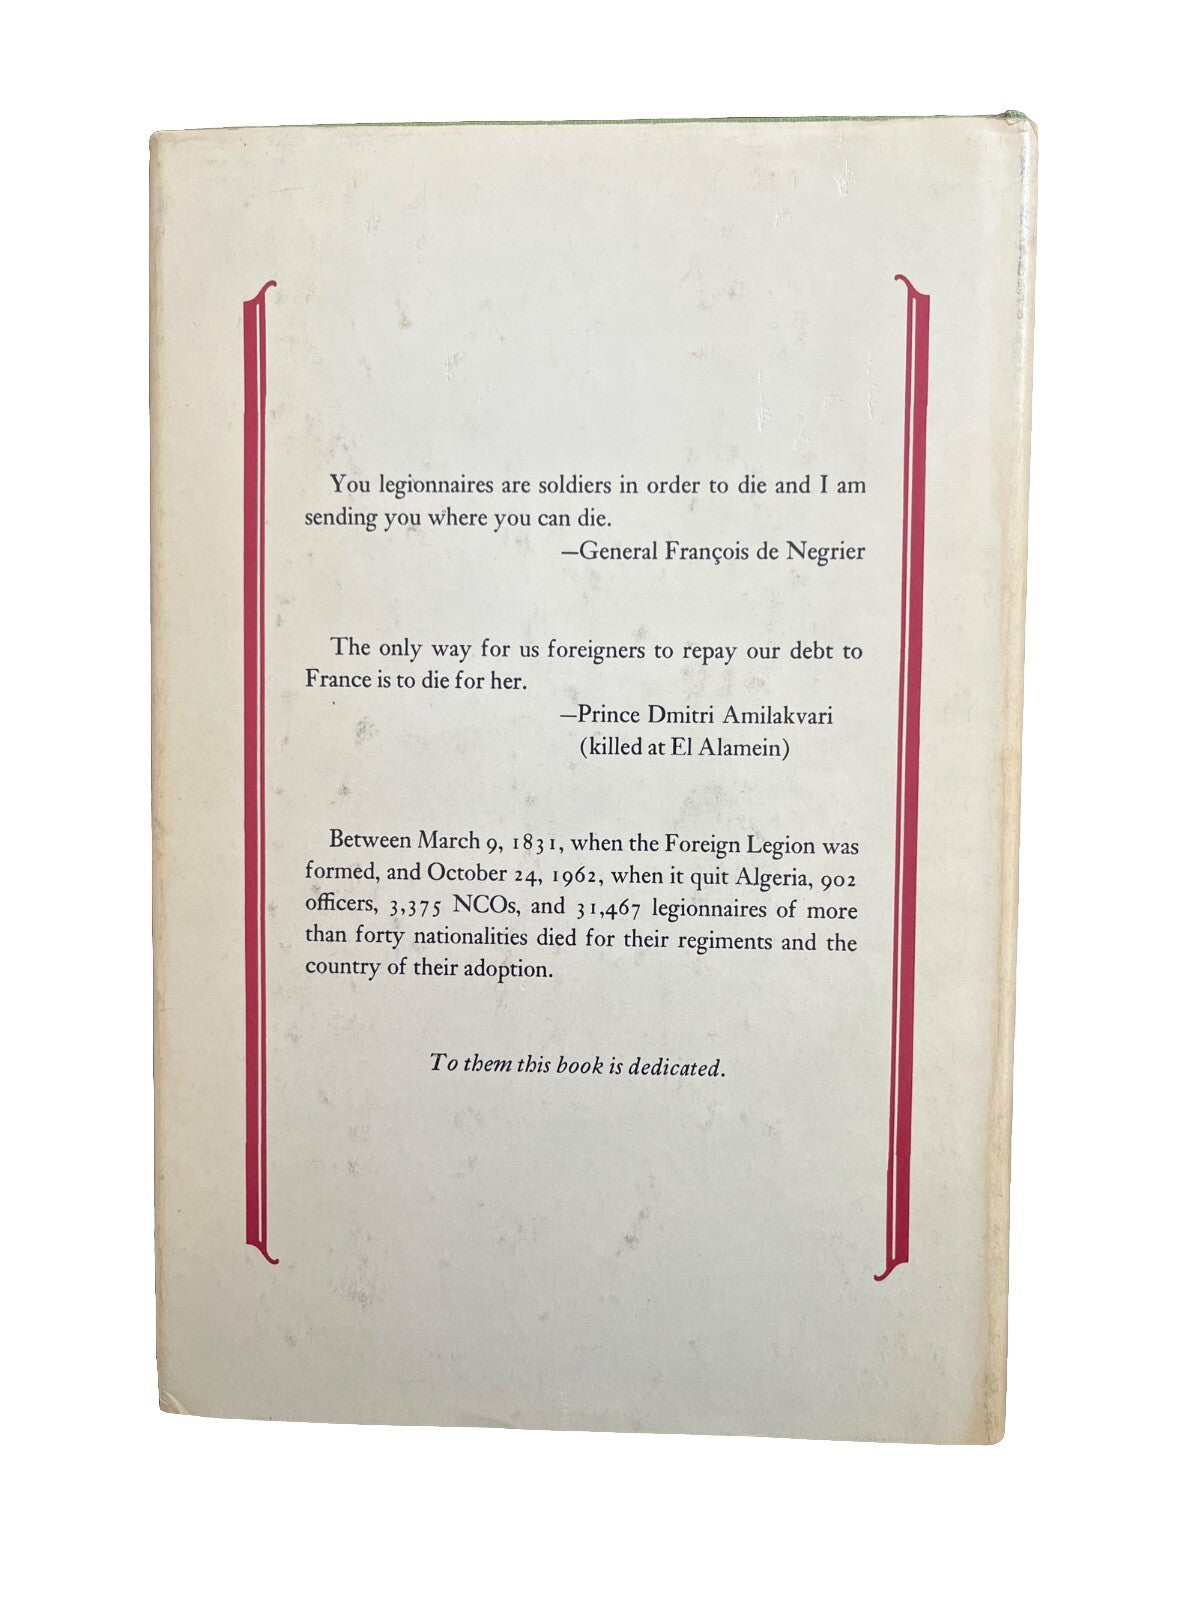 You legionnaires are soldiers in order to die and I am
sending you where you can die.
—General François de Negrier
The only way for us foreigners to repay our debt to
France is to die for her.
—Prince Dmitri Amilakvari
(killed at El Alamein)
Between March 9, 1831, when the Foreign Legion was
formed, and October 24, 1962, when it quit Algeria, 902
officers, 3,375 NCOs, and 31,467 legionnaires of more
than forty nationalities died for their regiments and the
country of their adoption.
To them this book is dedicated.